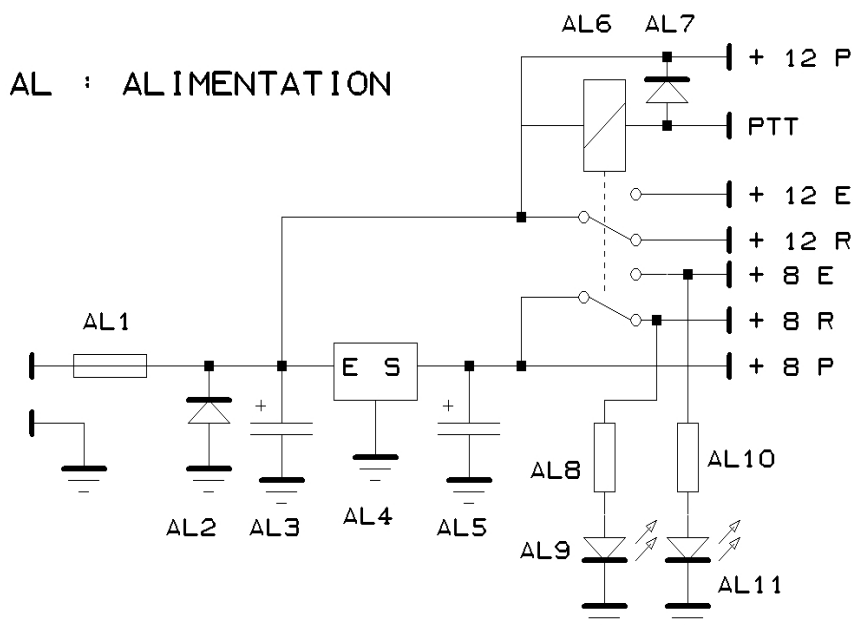 AL6 AL7
+ 12 P
AL : ALIMENTATION
PTT
+ 12 E
+ 12 R
+ 8 E
AL1
+ 8 R
E S
+ 8 P
+
+
AL8
AL10
AL2 AL3 AL4 AL5
AL9
AL11